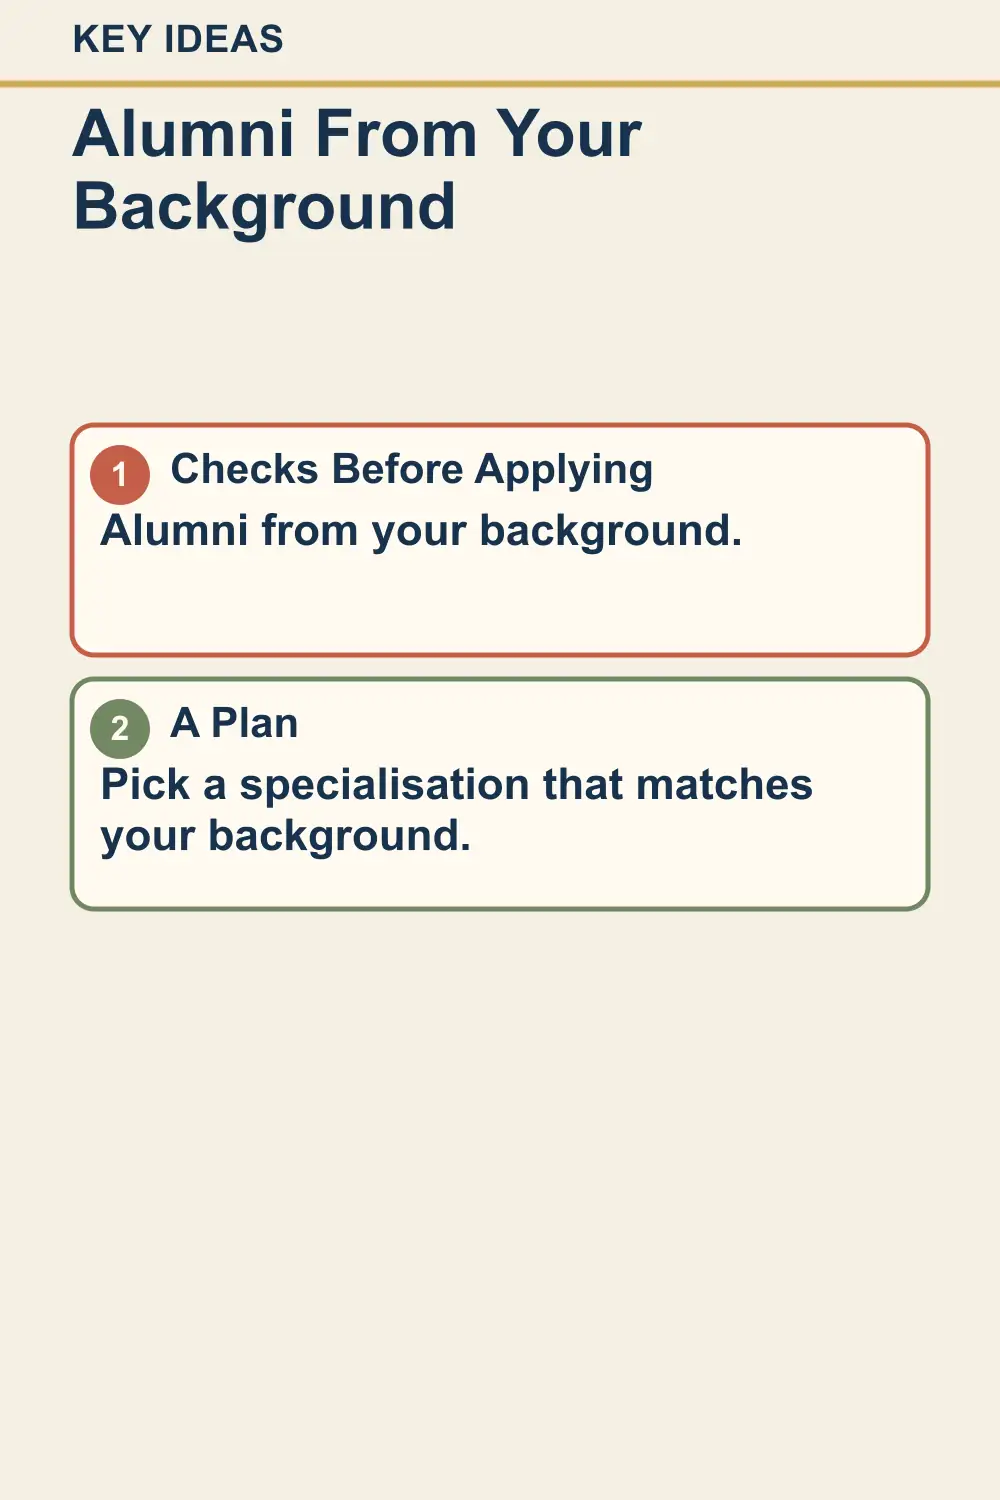 KEY IDEAS
Alumni From Your
Background
1 Checks Before Applying
Alumni from your background.
2 A Plan
Pick a specialisation that matches
your background.